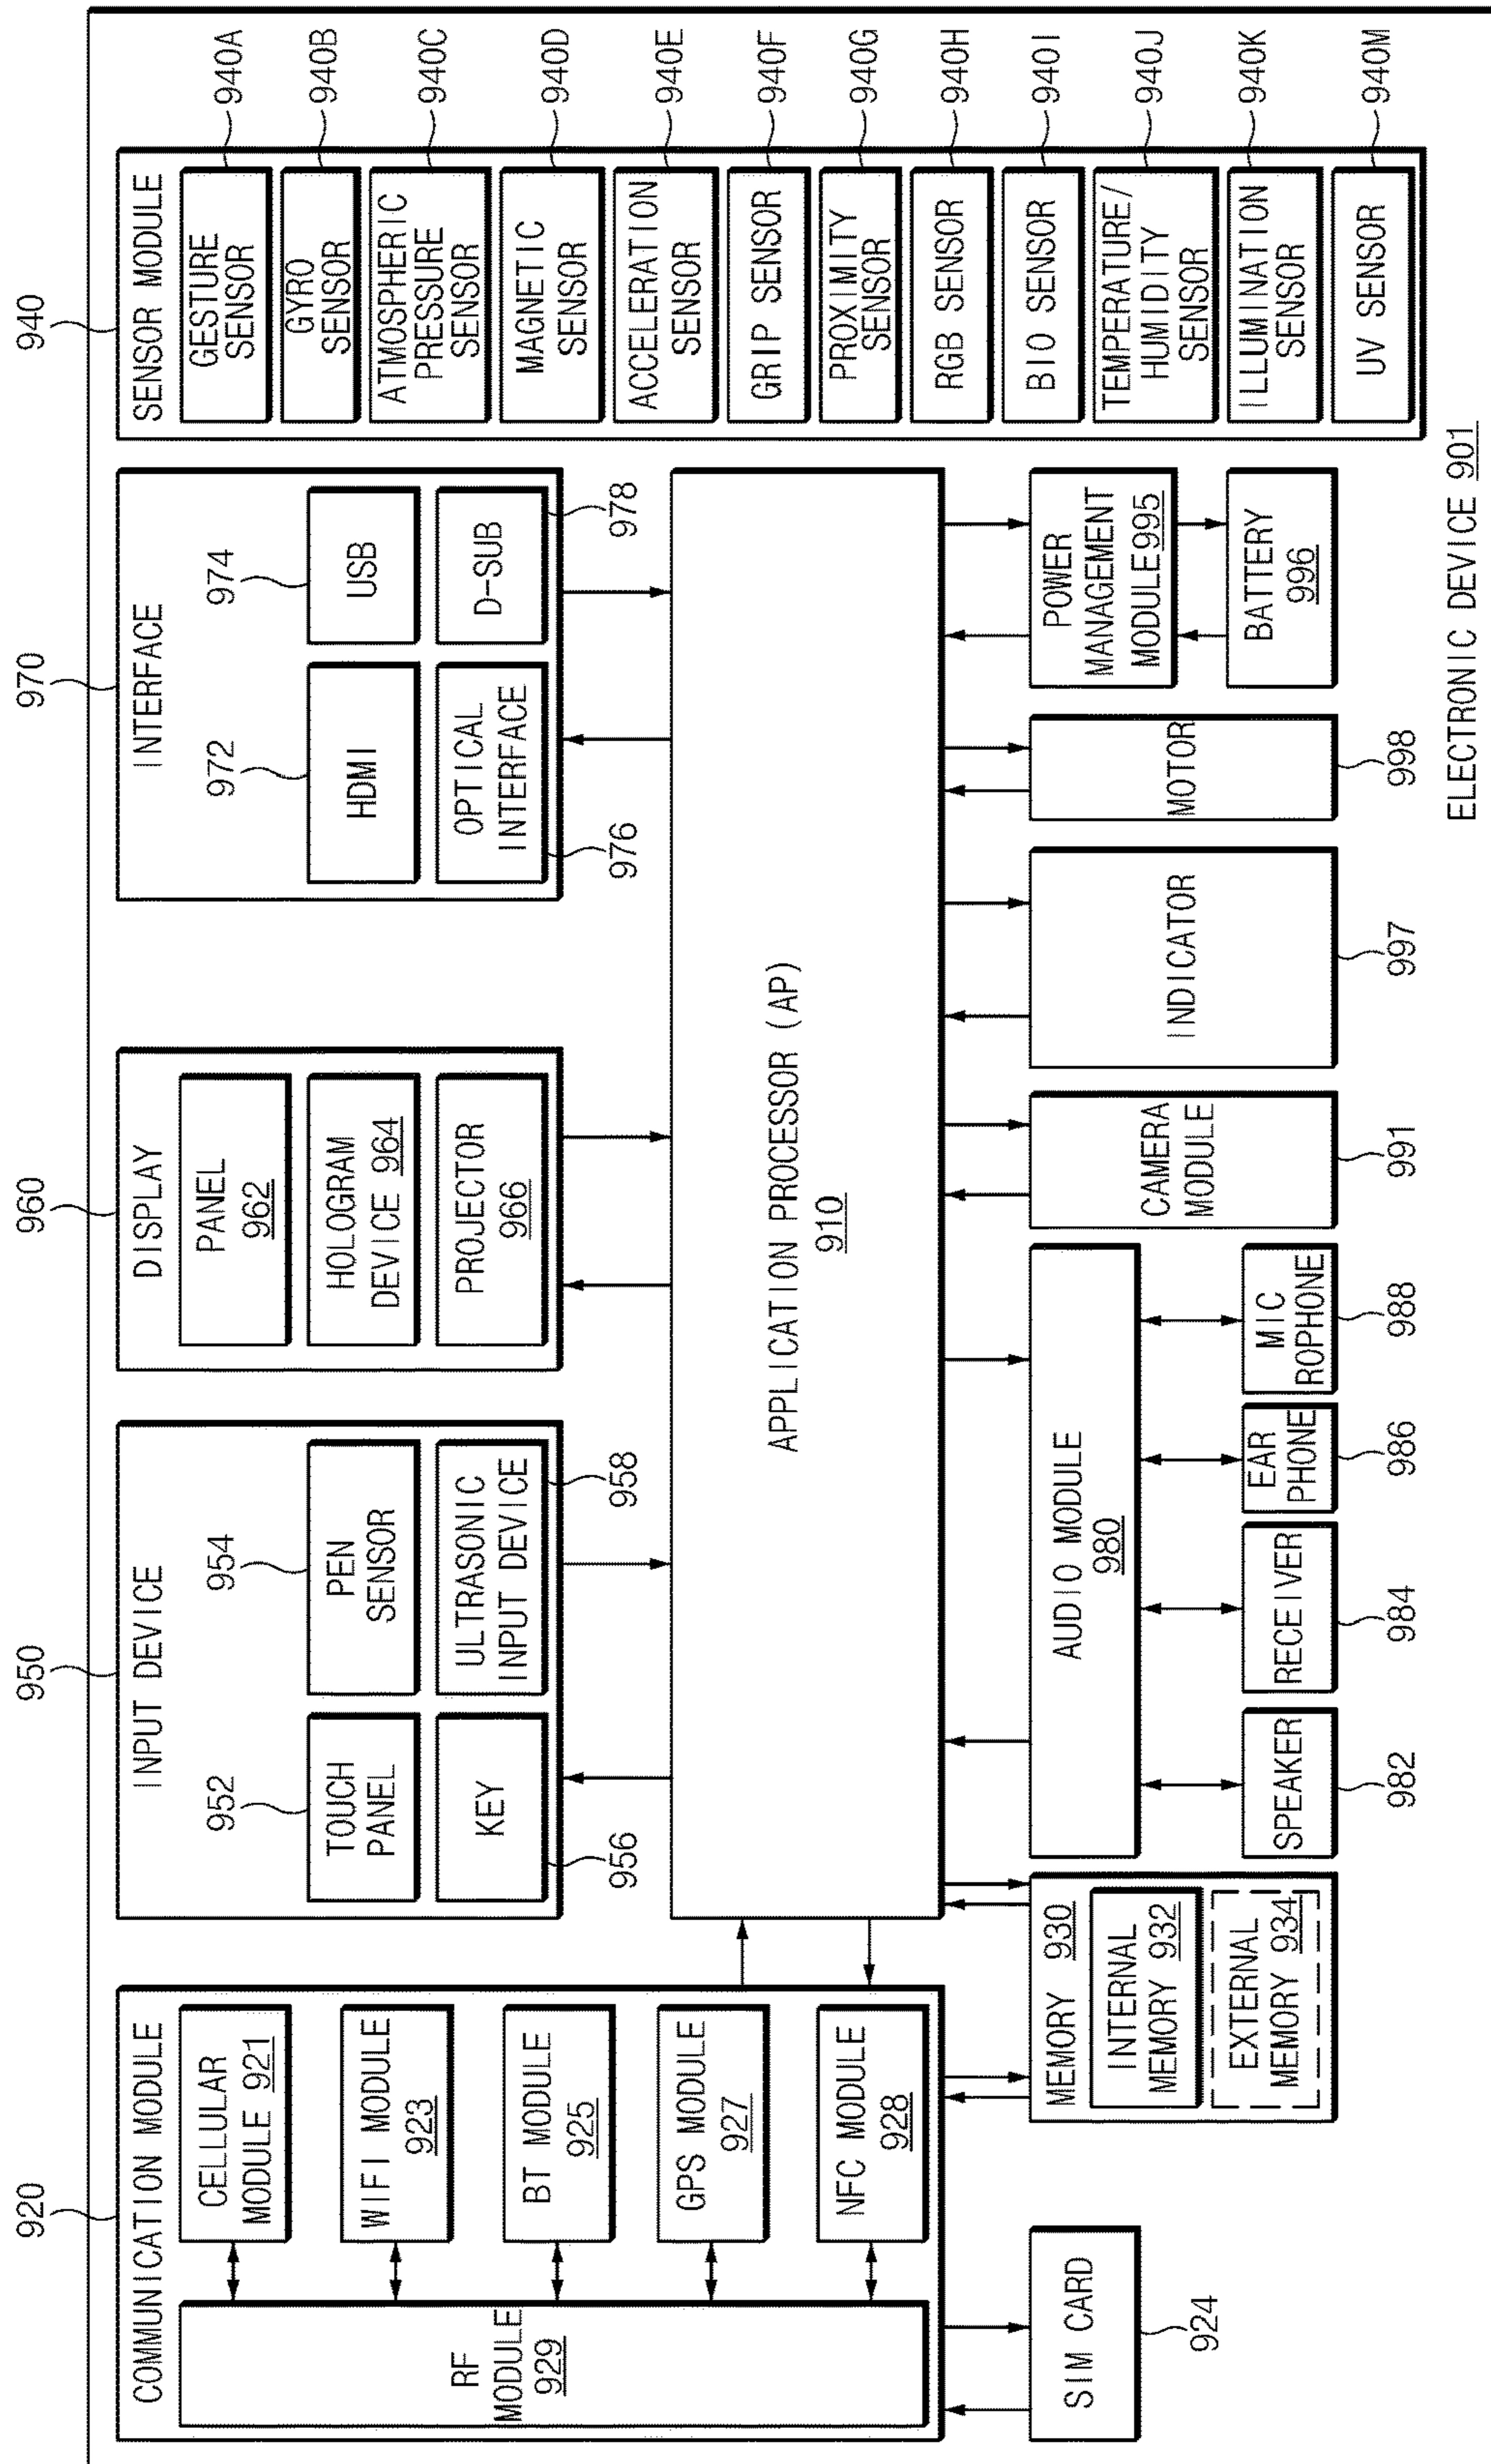 920
COMMUNICATION MODULE
RF
MODULE
929
CELLULAR
MODULE 921
WIFI MODULE
923
BT MODULE
925
GPS MODULE
927
NFC MODULE
928
SIM CARD
924
950
INPUT DEVICE
952
TOUCH
PANEL
954
PEN
SENSOR
KEY
956
ULTRASONIC
INPUT DEVICE
958
960
DISPLAY
PANEL
962
HOLOGRAM
DEVICE 964
PROJECTOR
966
970
INTERFACE
972
HDMI
974
USB
OPTICAL
INTERFACE
976
D-SUB
978
940
SENSOR MODULE
GESTURE
SENSOR
940A
GYRO
SENSOR
940B
ATMOSPHERIC
PRESSURE
SENSOR
940C
MAGNETIC
SENSOR
940D
ACCELERATION
SENSOR
940E
GRIP SENSOR
940F
PROXIMITY
SENSOR
940G
RGB SENSOR
940H
BIO SENSOR
940I
TEMPERATURE/
HUMIDITY
SENSOR
940J
ILLUMINATION
SENSOR
940K
UV SENSOR
940M
APPLICATION PROCESSOR (AP)
910
MEMORY 930
INTERNAL
MEMORY 932
EXTERNAL
MEMORY 934
AUDIO MODULE
980
SPEAKER
982
RECEIVER
984
EAR
PHONE
986
MIC
ROPHONE
988
CAMERA
MODULE
991
INDICATOR
997
MOTOR
998
POWER
MANAGEMENT
MODULE 995
BATTERY
996
ELECTRONIC DEVICE 901